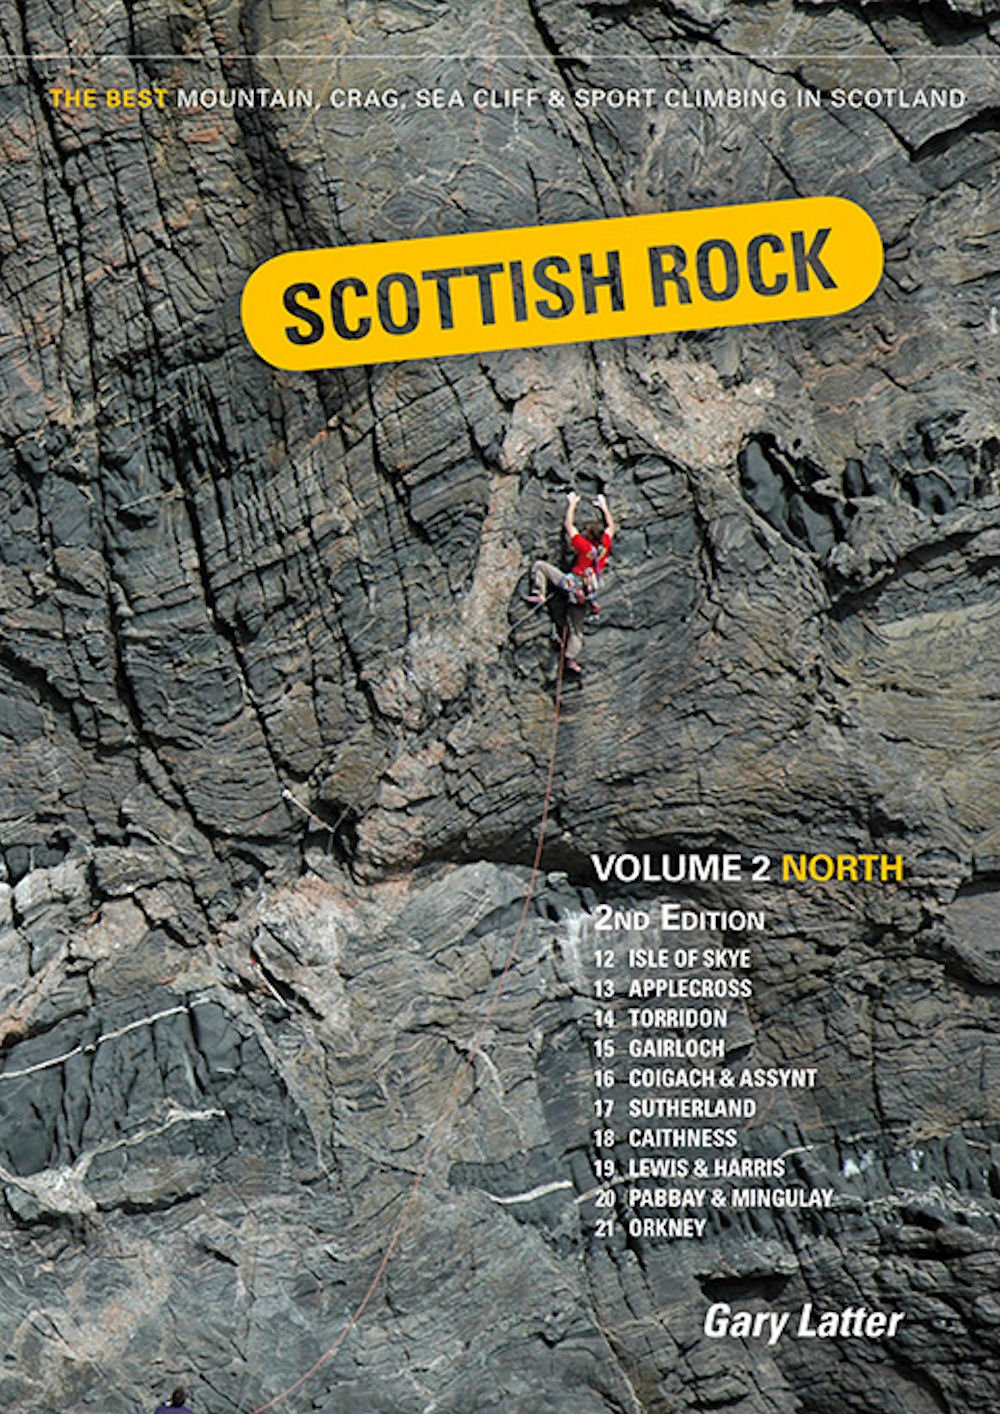 THE BEST MOUNTAIN, CRAG, SEA CLIFF & SPORT CLIMBING IN SCOTLAND
SCOTTISH ROCK
VOLUME 2 NORTH
2ND EDITION
12 ISLE OF SKYE
13 APPLECROSS
14 TORRIDON
15 GAIRLOCH
16 COIGACH & ASSYNT
17 SUTHERLAND
18 CAITHNESS
19 LEWIS & HARRIS
20 PABBAY & MINGULAY
21 ORKNEY
Gary Latter